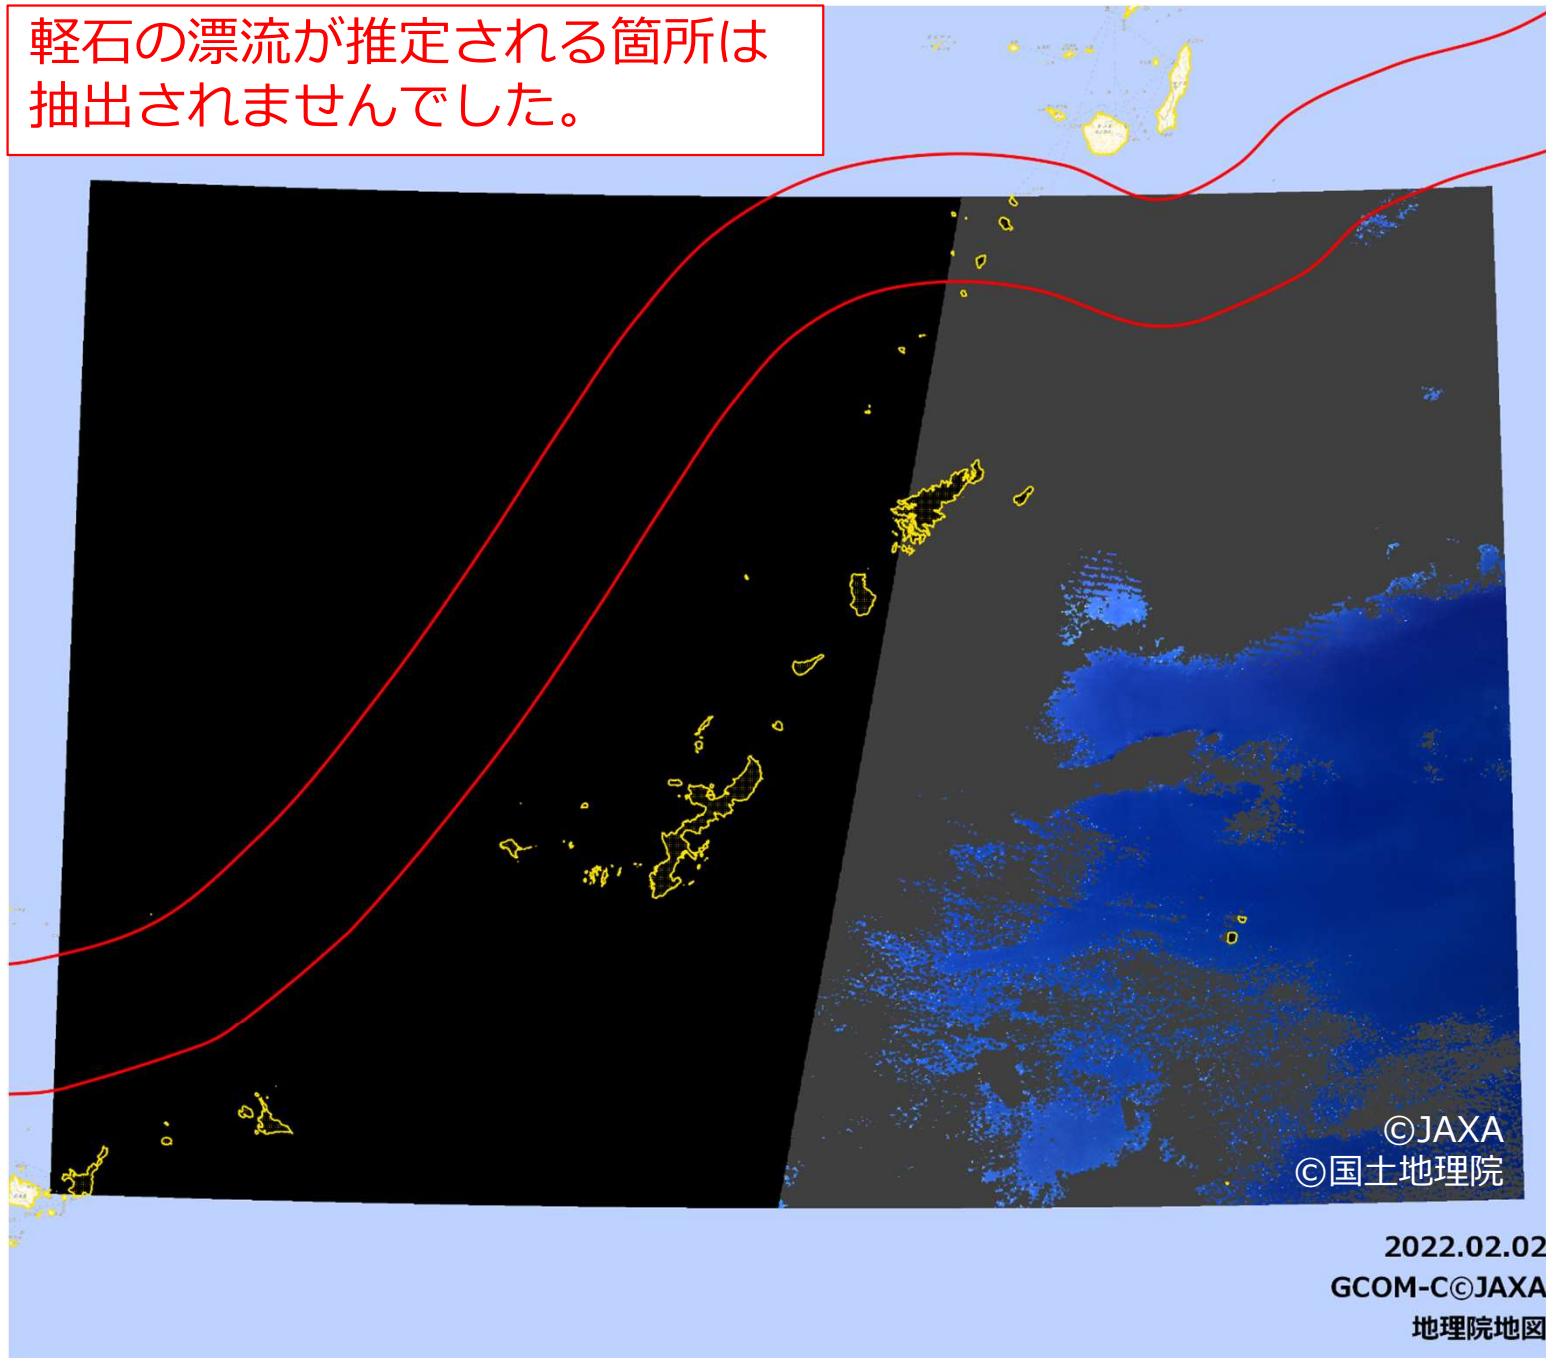 軽石の漂流が推定される箇所は
抽出されませんでした。
©JAXA
©国土地理院
2022.02.02
GCOM-C©JAXA
地理院地図